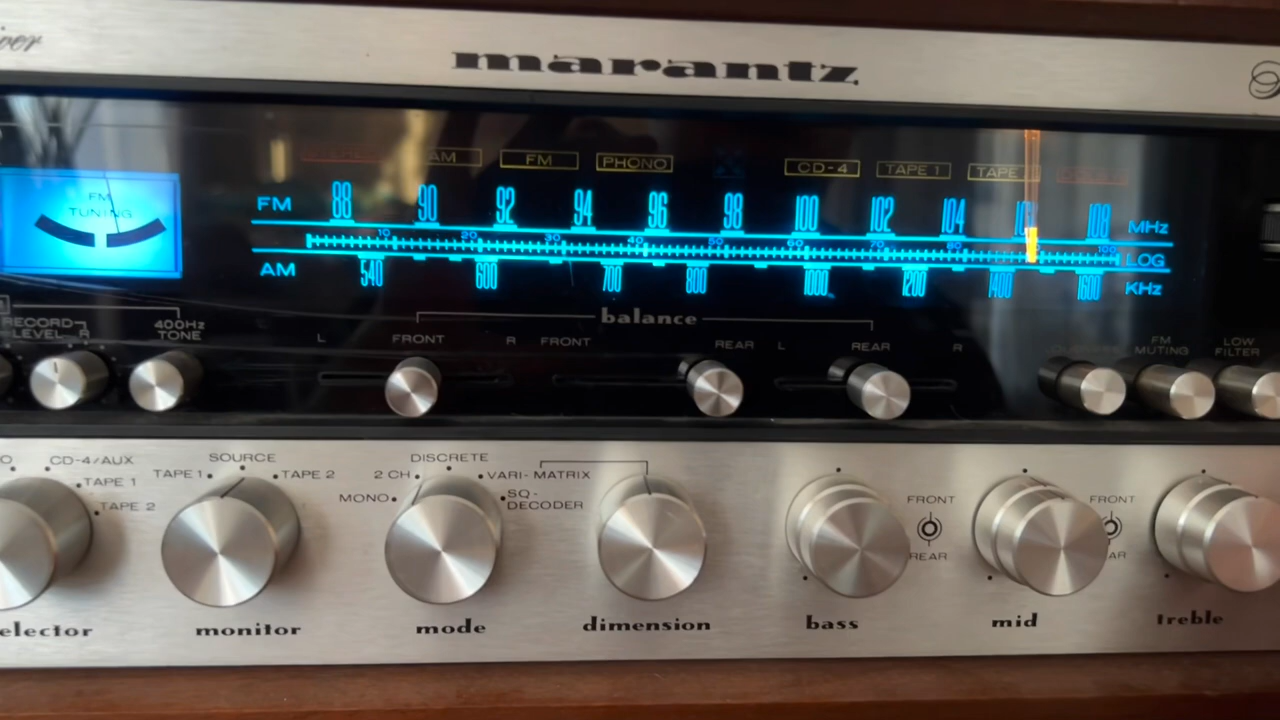 marantz
AM
FM
PHONO
CD-4
TAPE 1
TAPE
FM
TUNING
FM 88 90 92 94 96 98 100 102 104 108 MHz
10 20 30 40 50 60 70 80 100 LOG
AM 540 600 700 800 1000 1200 1400 1600 KHz
balance
RECORD
LEVEL R
400Hz
TONE
L FRONT R
FRONT REAR
L REAR R
FM
MUTING
LOW
FILTER
CD-4/AUX
TAPE 1
TAPE 2
SOURCE
TAPE 1 TAPE 2
DISCRETE
2 CH VARI-MATRIX
MONO SQ-
DECODER
FRONT
REAR
FRONT
monitor
mode
dimension
bass
mid
treble